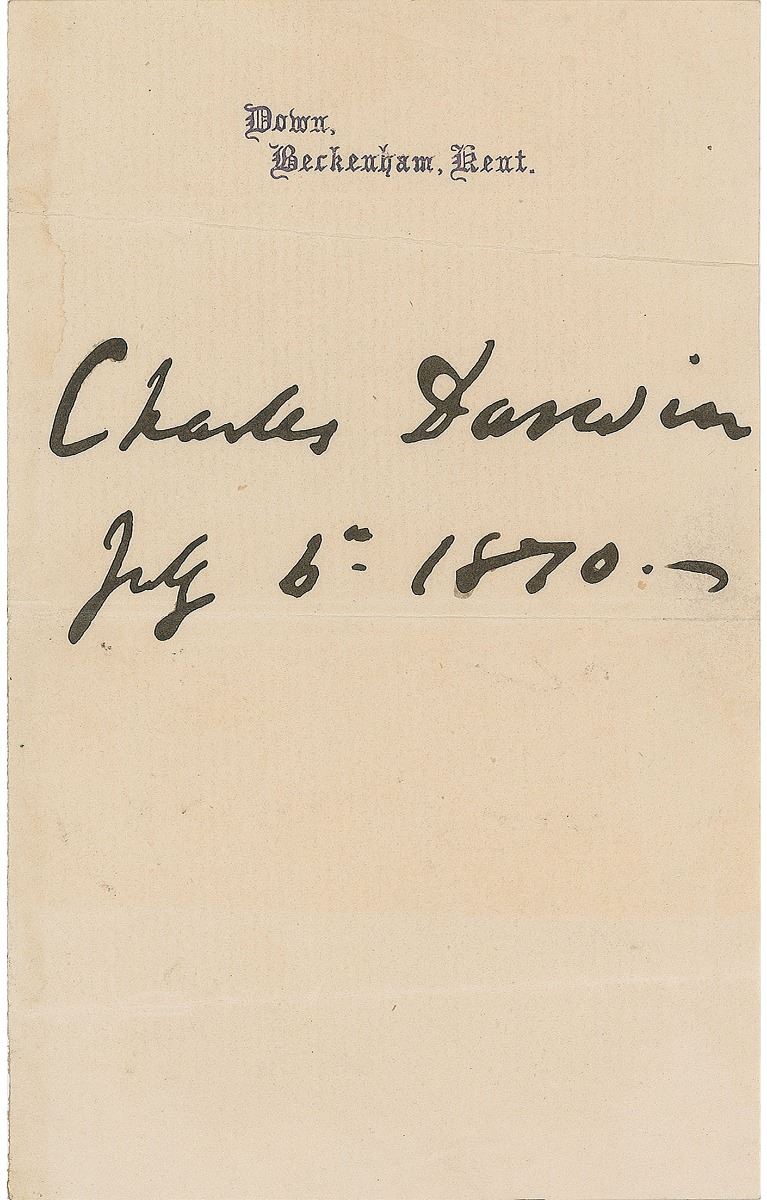 Down,
Beckenham, Kent.
Charles Darwin
July 6th 1870.—